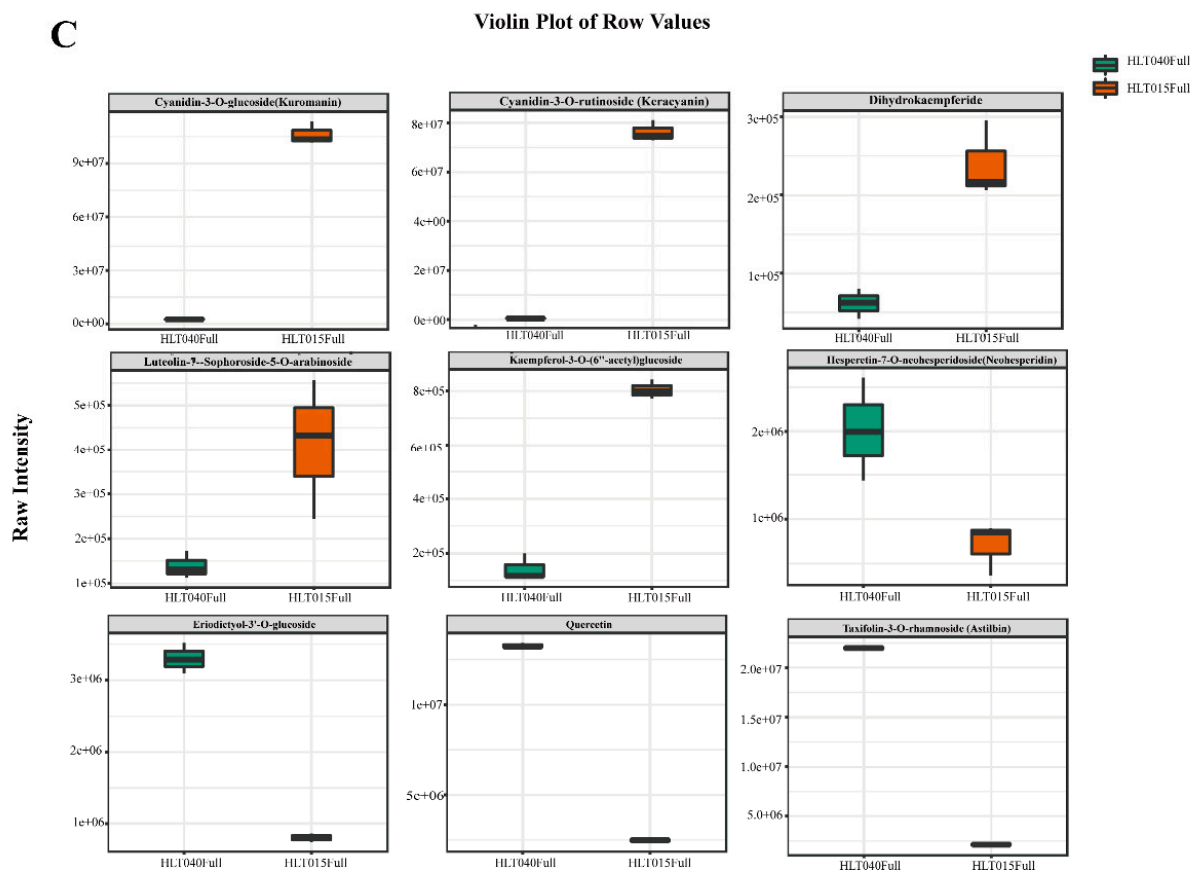 C
Violin Plot of Row Values
HLT040Full
HLT015Full
Raw Intensity
Cyanidin-3-O-glucoside(Kuromanin)
9e+07
6e+07
3e+07
0e+00
HLT040Full HLT015Full
Cyanidin-3-O-rutinoside (Keracyanin)
8e+07
6e+07
4e+00
2e+07
0e+00
HLT040Full HLT015Full
Dihydrokaempferide
3e+05
2e+05
1e+05
HLT040Full HLT015Full
Luteolin-7--Sophoroside-5-O-arabinoside
5e+05
4e+05
3e+05
2e+05
1e+05
HLT040Full HLT015Full
Kaempferol-3-O-(6"-acetyl)glucoside
8e+05
6e+05
4e+05
2e+05
HLT040Full HLT015Full
Hesperetin-7-O-neohesperidoside(Neohesperidin)
2e+06
1e+06
HLT040Full HLT015Full
Eriodictyol-3'-O-glucoside
3e+06
2e+06
1e+06
HLT040Full HLT015Full
Quercetin
1e+07
5e+06
HLT040Full HLT015Full
Taxifolin-3-O-rhamnoside (Astilbin)
2.0e+07
1.5e+07
1.0e+07
5.0e+06
HLT040Full HLT015Full